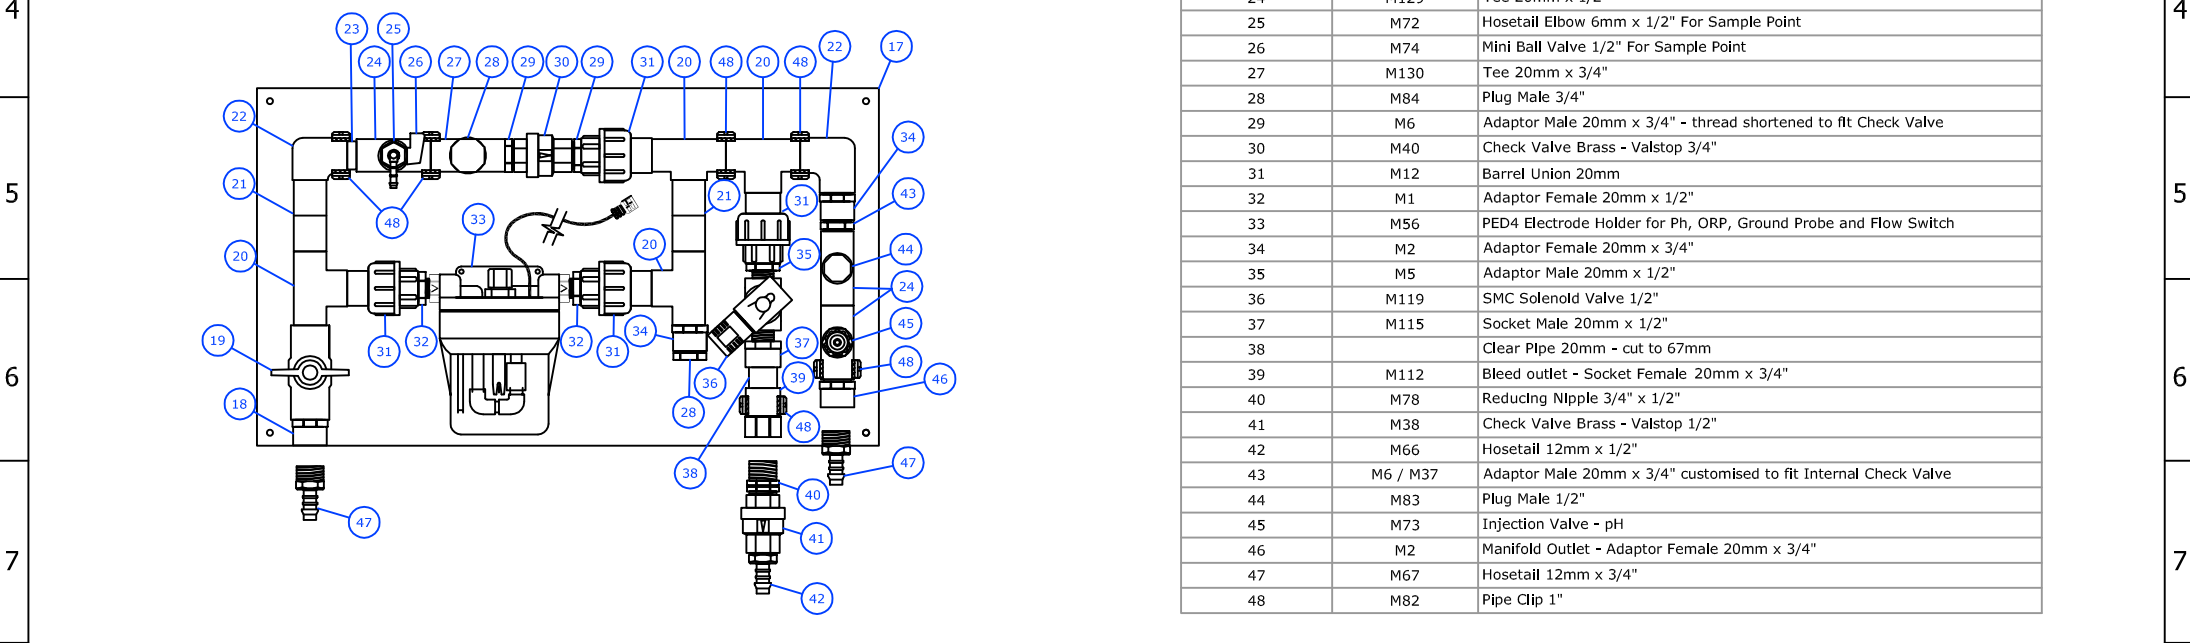 4
23 25
24 26 27 28 29 30 29 31 20 48 20 48 22 17
22
34
21
21 31 43
48 33
20
20 35 44
24
45
19 34 37
31 32 32 31 48
36 39 46
18
28 48
38 47
40
47
41
42
5
6
7
24 M129 Tee 20mm x 1/2"
25 M72 Hosetail Elbow 6mm x 1/2" For Sample Point
26 M74 Mini Ball Valve 1/2" For Sample Point
27 M130 Tee 20mm x 3/4"
28 M84 Plug Male 3/4"
29 M6 Adaptor Male 20mm x 3/4" - thread shortened to fit Check Valve
30 M40 Check Valve Brass - Valstop 3/4"
31 M12 Barrel Union 20mm
32 M1 Adaptor Female 20mm x 1/2"
33 M56 PED4 Electrode Holder for Ph, ORP, Ground Probe and Flow Switch
34 M2 Adaptor Female 20mm x 3/4"
35 M5 Adaptor Male 20mm x 1/2"
36 M119 SMC Solenoid Valve 1/2"
37 M115 Socket Male 20mm x 1/2"
38 Clear Pipe 20mm - cut to 67mm
39 M112 Bleed outlet - Socket Female 20mm x 3/4"
40 M78 Reducing Nipple 3/4" x 1/2"
41 M38 Check Valve Brass - Valstop 1/2"
42 M66 Hosetail 12mm x 1/2"
43 M6 / M37 Adaptor Male 20mm x 3/4" customised to fit Internal Check Valve
44 M83 Plug Male 1/2"
45 M73 Injection Valve - pH
46 M2 Manifold Outlet - Adaptor Female 20mm x 3/4"
47 M67 Hosetail 12mm x 3/4"
48 M82 Pipe Clip 1"
4
5
6
7